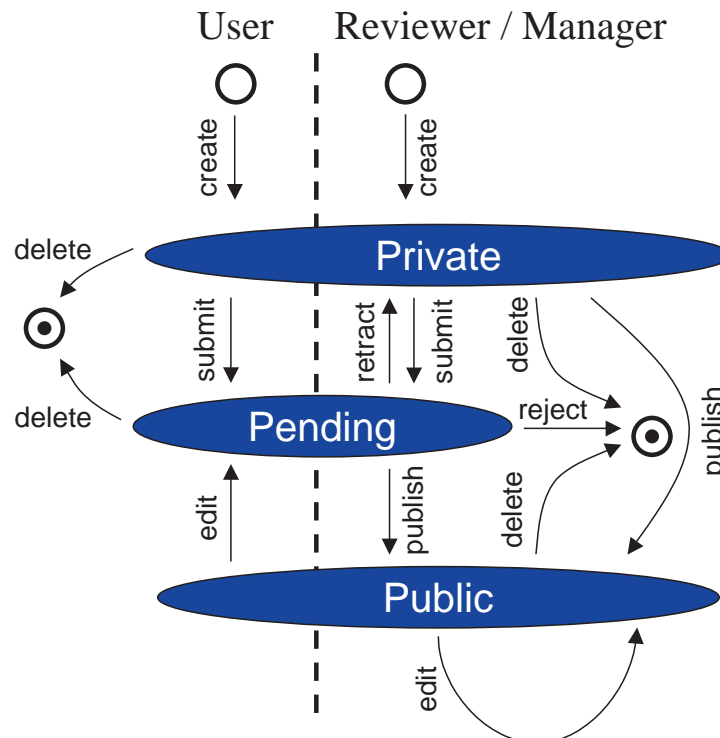 User
Reviewer / Manager
create
create
Private
delete
submit
retract
submit
delete
publish
delete
Pending
reject
edit
publish
delete
Public
edit